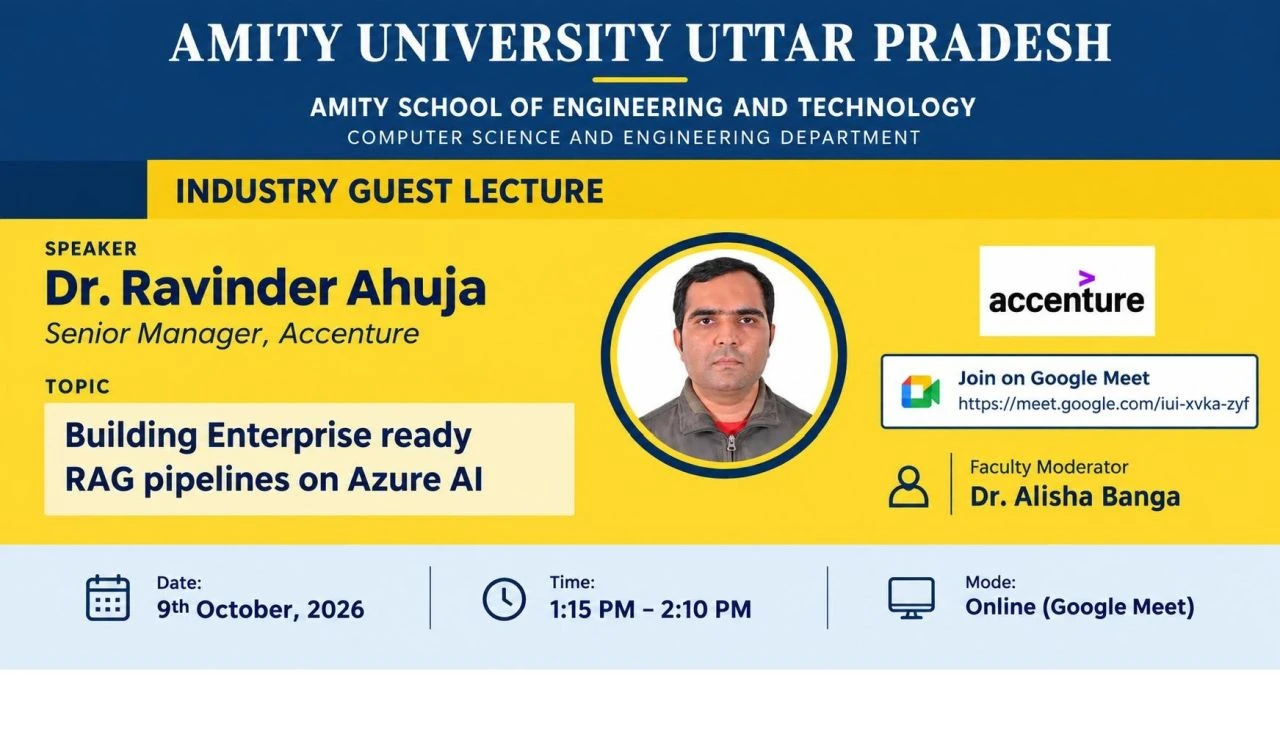 AMITY UNIVERSITY UTTAR PRADESH
AMITY SCHOOL OF ENGINEERING AND TECHNOLOGY
COMPUTER SCIENCE AND ENGINEERING DEPARTMENT
INDUSTRY GUEST LECTURE
SPEAKER
Dr. Ravinder Ahuja
Senior Manager, Accenture
TOPIC
Building Enterprise ready
RAG pipelines on Azure AI
>
accenture
Join on Google Meet
https://meet.google.com/iui-xvka-zyf
Faculty Moderator
Dr. Alisha Banga
Date:
9th October, 2026
Time:
1:15 PM – 2:10 PM
Mode:
Online (Google Meet)